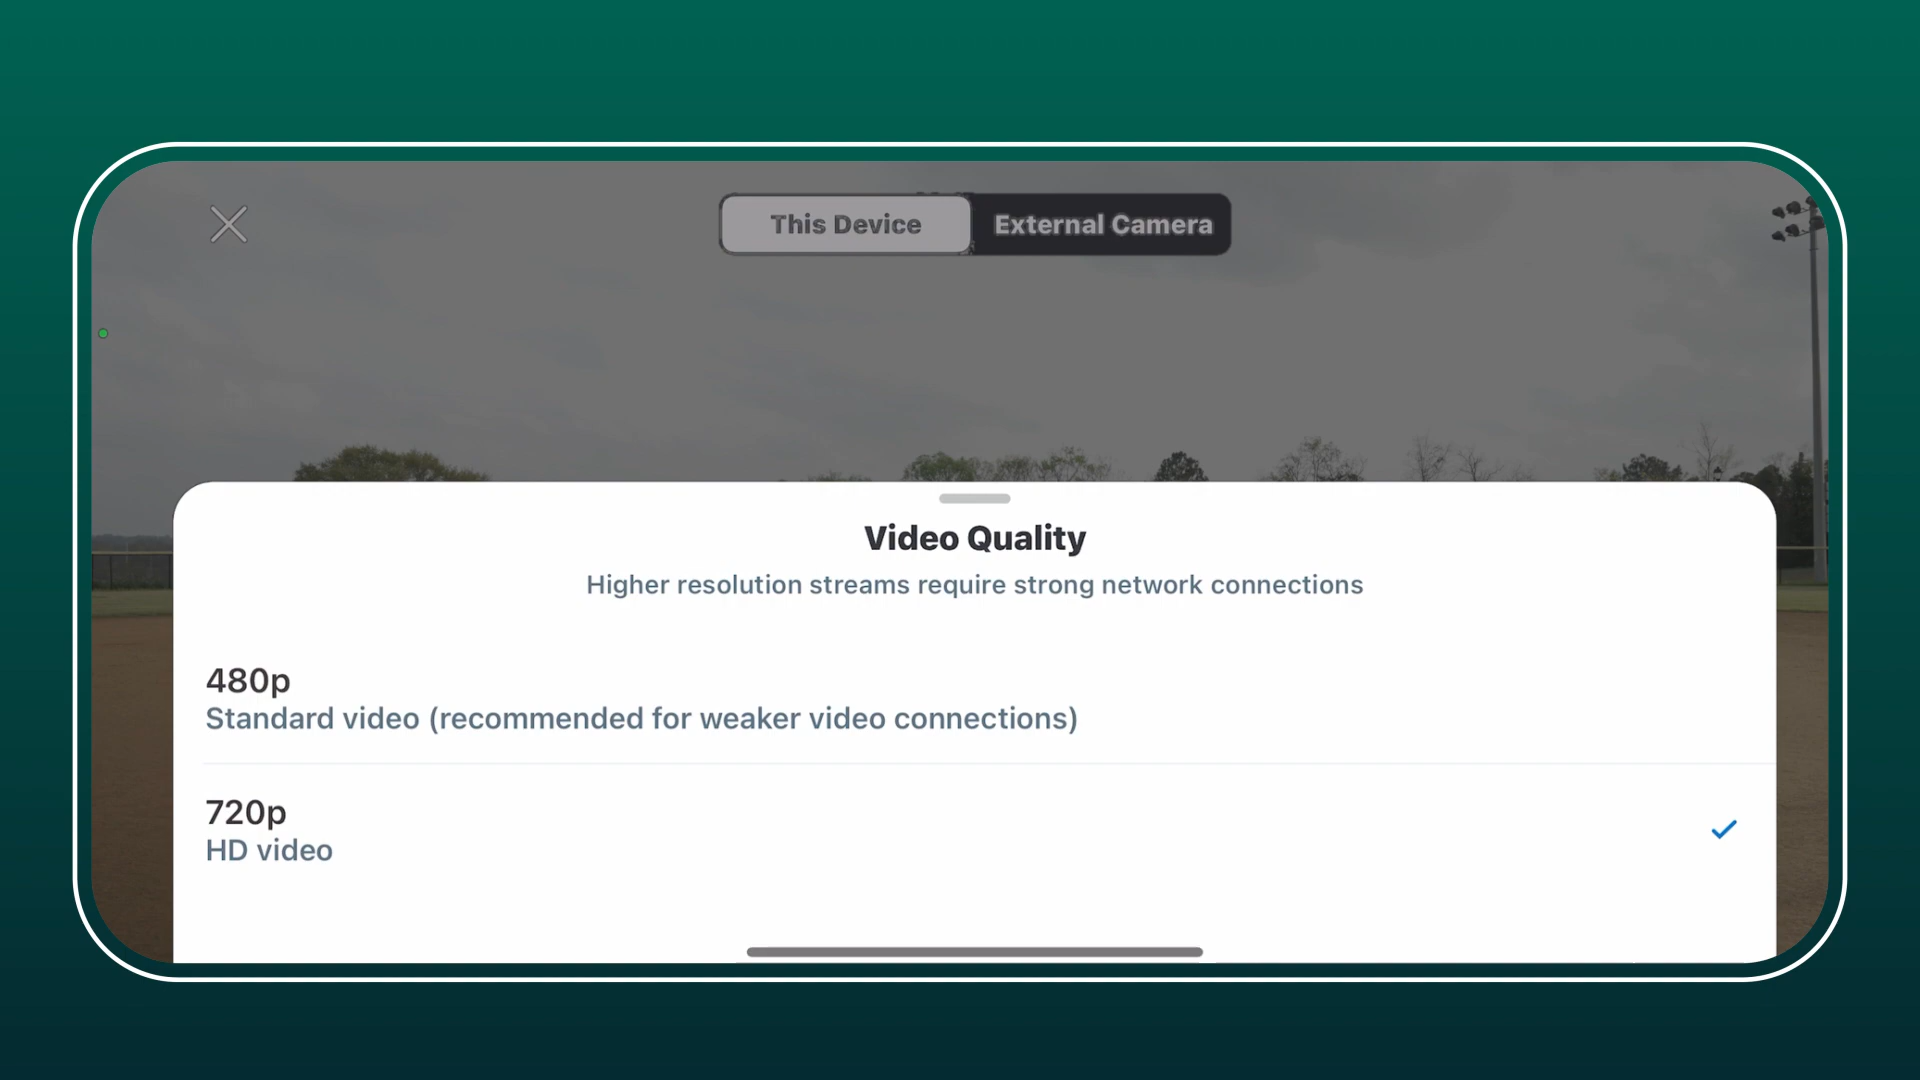 This Device
External Camera
Video Quality
Higher resolution streams require strong network connections
480p
Standard video (recommended for weaker video connections)
720p
HD video